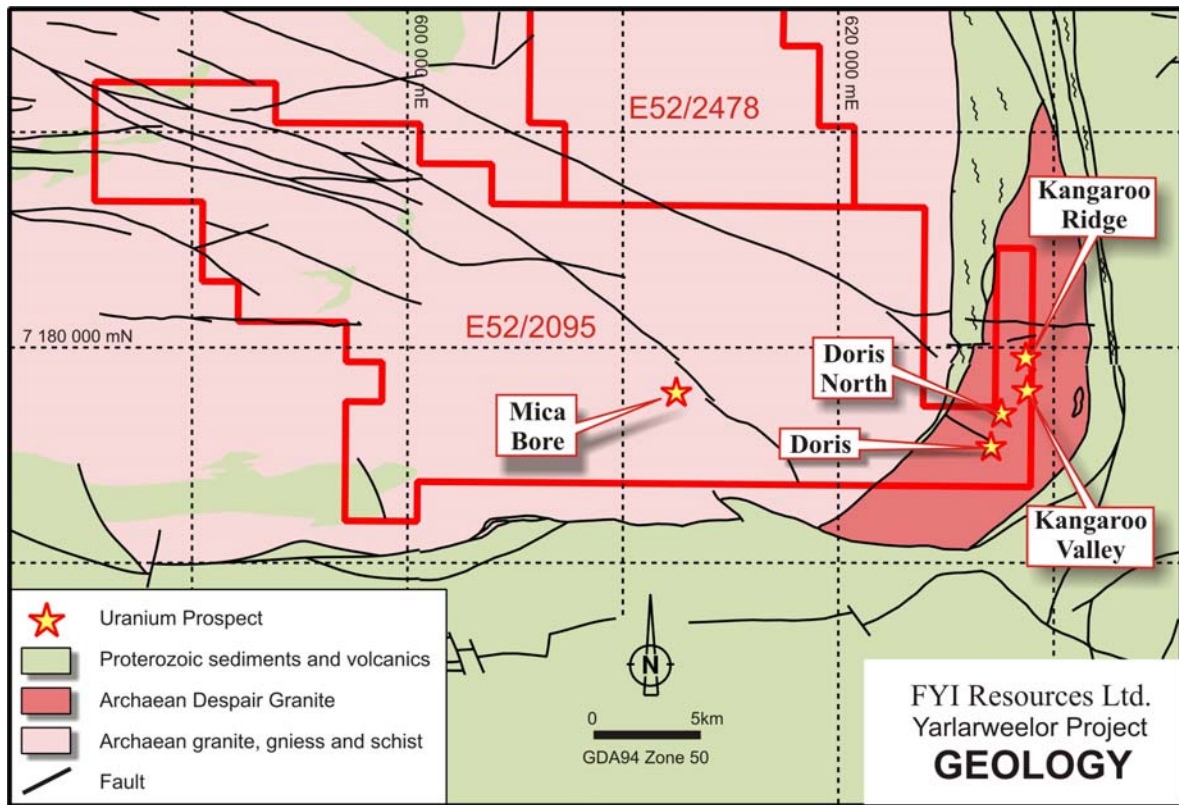 600 000 mE
620 000 mE
E52/2478
Kangaroo
Ridge
E52/2095
7 180 000 mN
Doris
North
Mica
Bore
Doris
Kangaroo
Valley
Uranium Prospect
Proterozoic sediments and volcanics
Archaean Despair Granite
Archaean granite, gniess and schist
Fault
N
0 5km
GDA94 Zone 50
FYI Resources Ltd.
Yarlarweelor Project
GEOLOGY